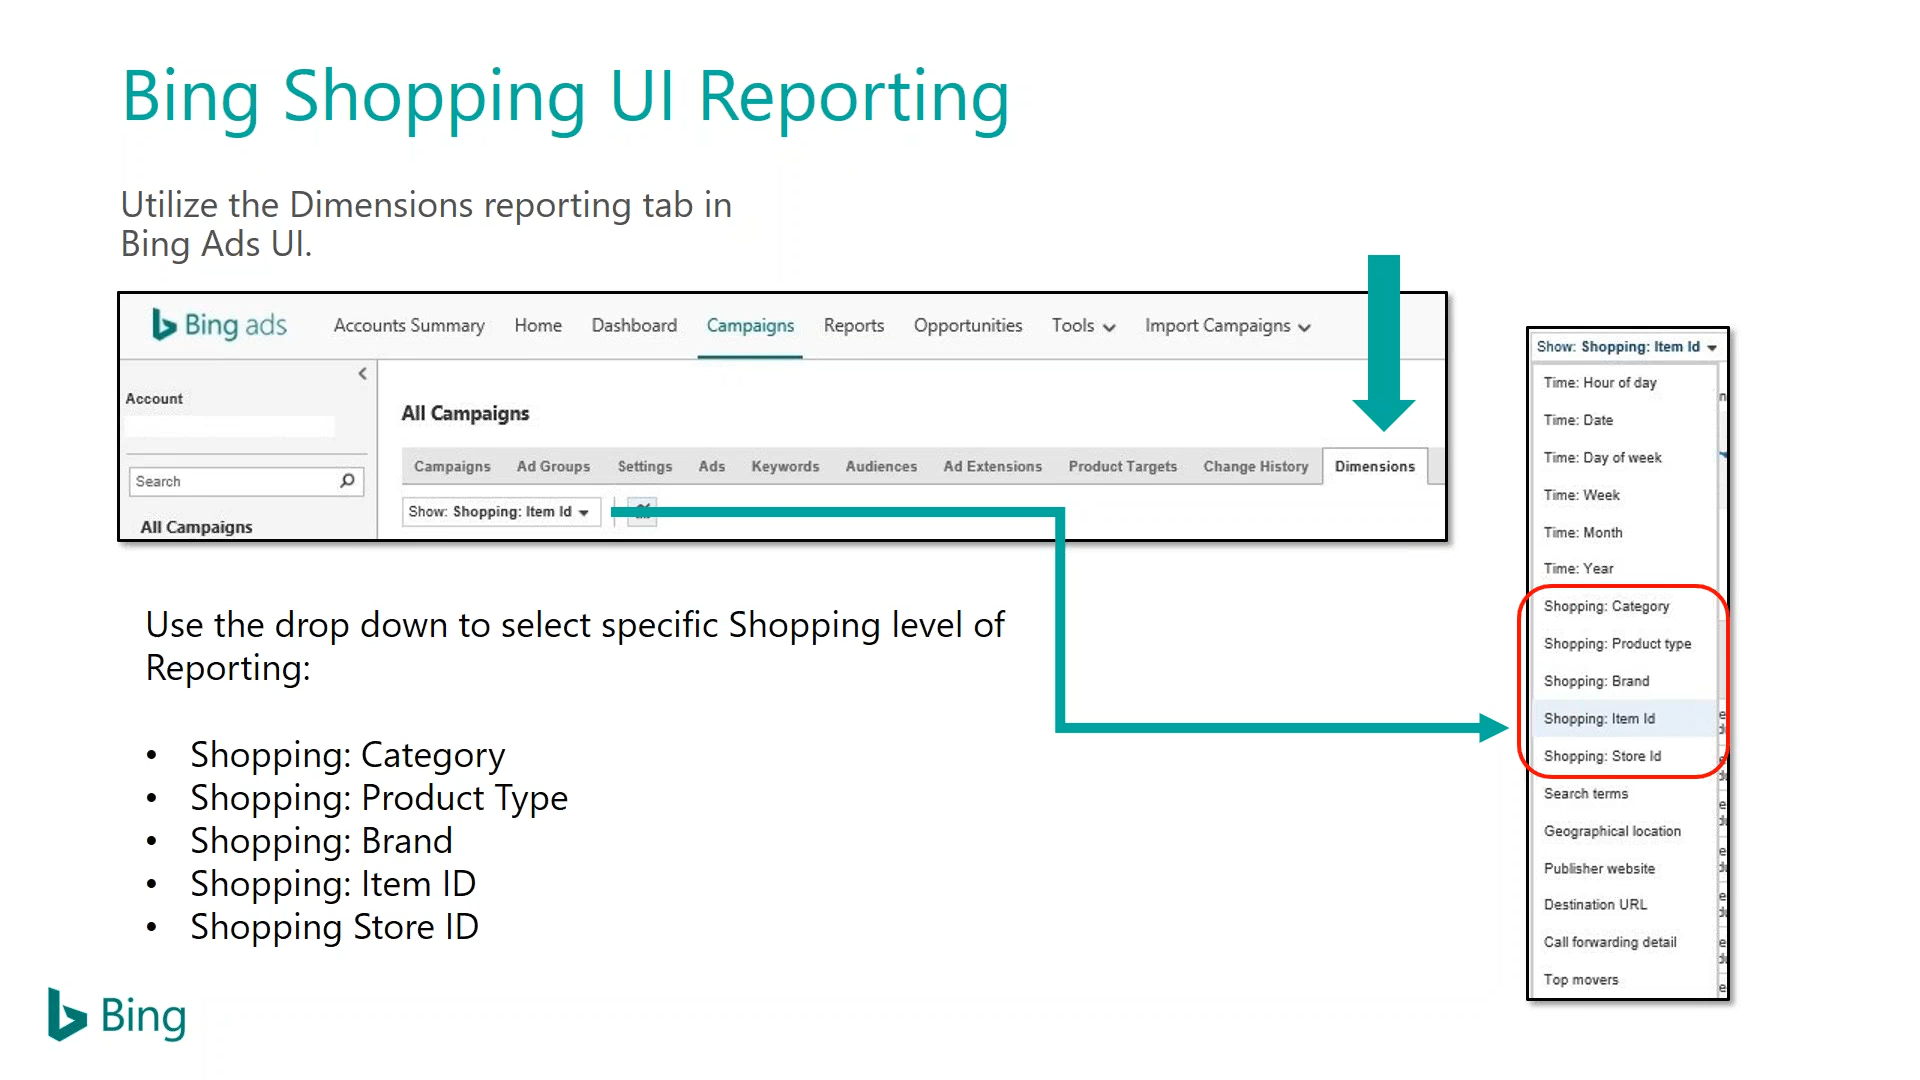 Bing Shopping UI Reporting
Utilize the Dimensions reporting tab in
Bing Ads UI.
Bing ads
Accounts Summary Home Dashboard Campaigns Reports Opportunities Tools Import Campaigns
Account
Search
All Campaigns
All Campaigns
Campaigns Ad Groups Settings Ads Keywords Audiences Ad Extensions Product Targets Change History Dimensions
Show: Shopping: Item Id
Use the drop down to select specific Shopping level of
Reporting:
• Shopping: Category
• Shopping: Product Type
• Shopping: Brand
• Shopping: Item ID
• Shopping Store ID
Show: Shopping: Item Id
Time: Hour of day
Time: Date
Time: Day of week
Time: Week
Time: Month
Time: Year
Shopping: Category
Shopping: Product type
Shopping: Brand
Shopping: Item Id
Shopping: Store Id
Search terms
Geographical location
Publisher website
Destination URL
Call forwarding detail
Top movers
Bing